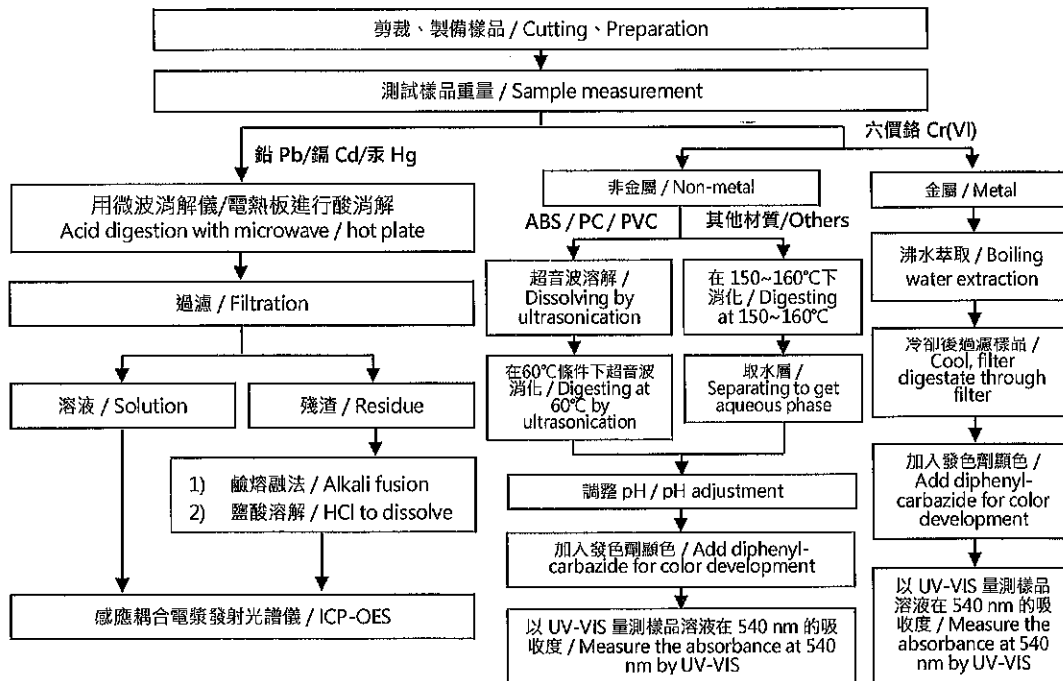 剪裁、製備樣品 / Cutting、Preparation
測試樣品重量 / Sample measurement
鉛 Pb/鎘 Cd/汞 Hg
六價鉻 Cr(VI)
用微波消解儀/電熱板進行酸消解
Acid digestion with microwave / hot plate
過濾 / Filtration
溶液 / Solution
殘渣 / Residue
1) 鹼熔融法 / Alkali fusion
2) 鹽酸溶解 / HCl to dissolve
感應耦合電漿發射光譜儀 / ICP-OES
非金屬 / Non-metal
ABS / PC / PVC
其他材質/Others
超音波溶解 /
Dissolving by
ultrasonication
在 150~160℃下
消化 / Digesting
at 150~160℃
在60℃條件下超音波
消化 / Digesting at
60℃ by
ultrasonication
取水層 /
Separating to get
aqueous phase
調整 pH / pH adjustment
加入發色劑顯色 / Add diphenyl-
carbazide for color development
以 UV-VIS 量測樣品溶液在 540 nm 的吸
收度 / Measure the absorbance at 540
nm by UV-VIS
金屬 / Metal
沸水萃取 / Boiling
water extraction
冷卻後過濾樣品 /
Cool, filter
digestate through
filter
加入發色劑顯色 /
Add diphenyl-
carbazide for color
development
以 UV-VIS 量測樣品
溶液在 540 nm 的吸
收度 / Measure the
absorbance at 540
nm by UV-VIS